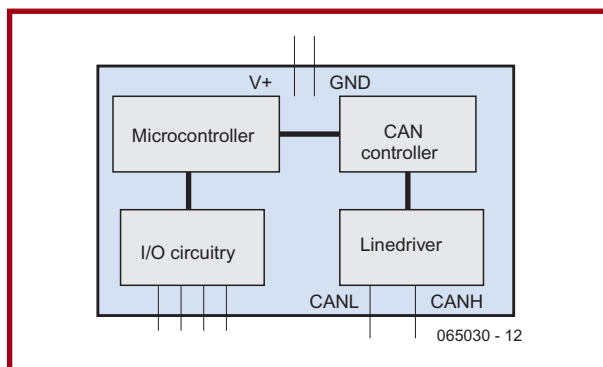 V+
GND
Microcontroller
CAN
controller
I/O circuitry
Linedriver
CANL
CANH
065030 - 12